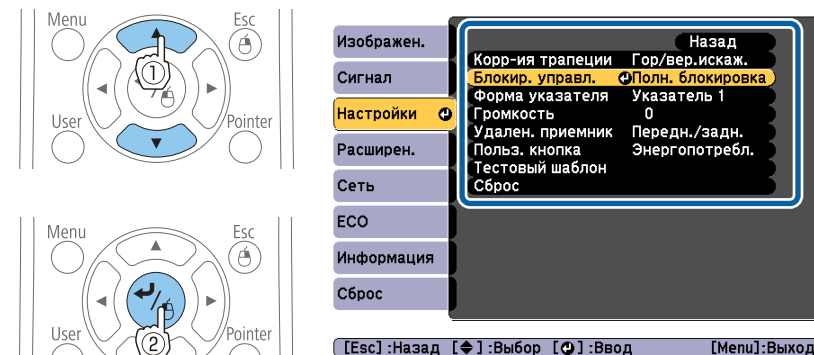 Menu
Esc
1
User
Pointer
Menu
Esc
User
Pointer
2
Изображен.
Сигнал
Настройки
Расширен.
Сеть
ECO
Информация
Сброс
Назад
Корр-ия трапеции Гор/вер.искаж.
Блокир. управл. Полн. блокировка
Форма указателя Указатель 1
Громкость 0
Удален. приемник Передн./задн.
Польз. кнопка Энергопотребл.
Тестовый шаблон
Сброс
[Esc] :Назад [◆] :Выбор [⏎] :Ввод [Menu]:Выход